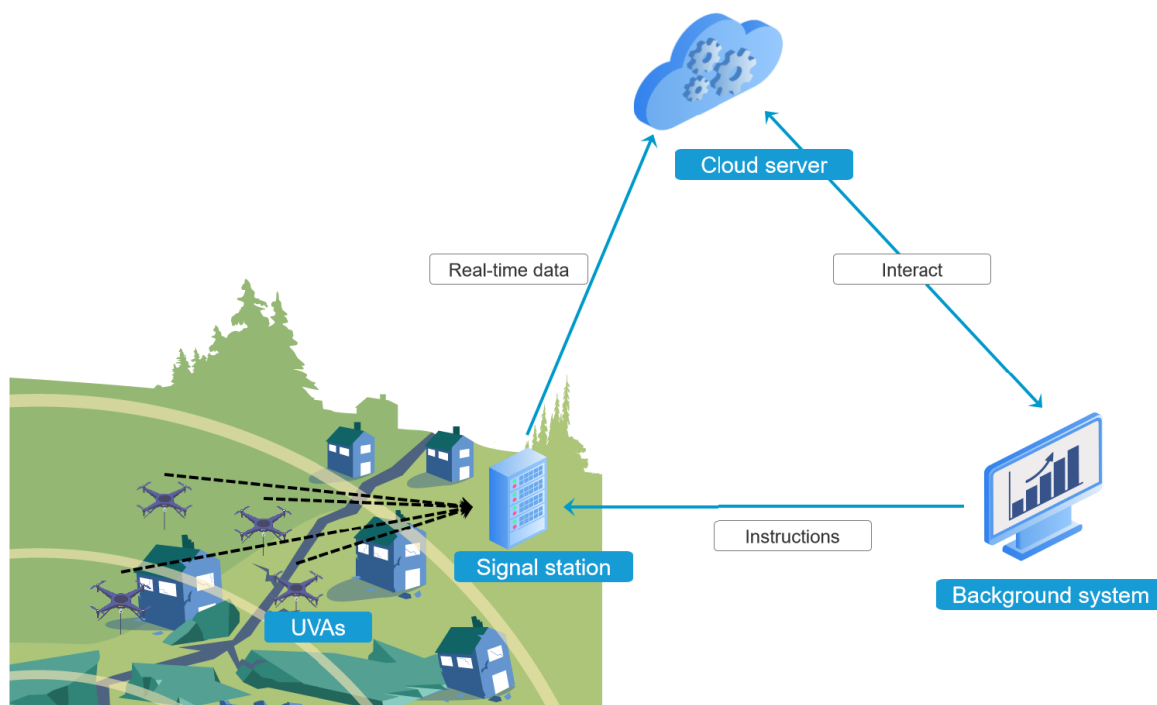 Cloud server
Real-time data
Interact
Signal station
Instructions
Background system
UVAs